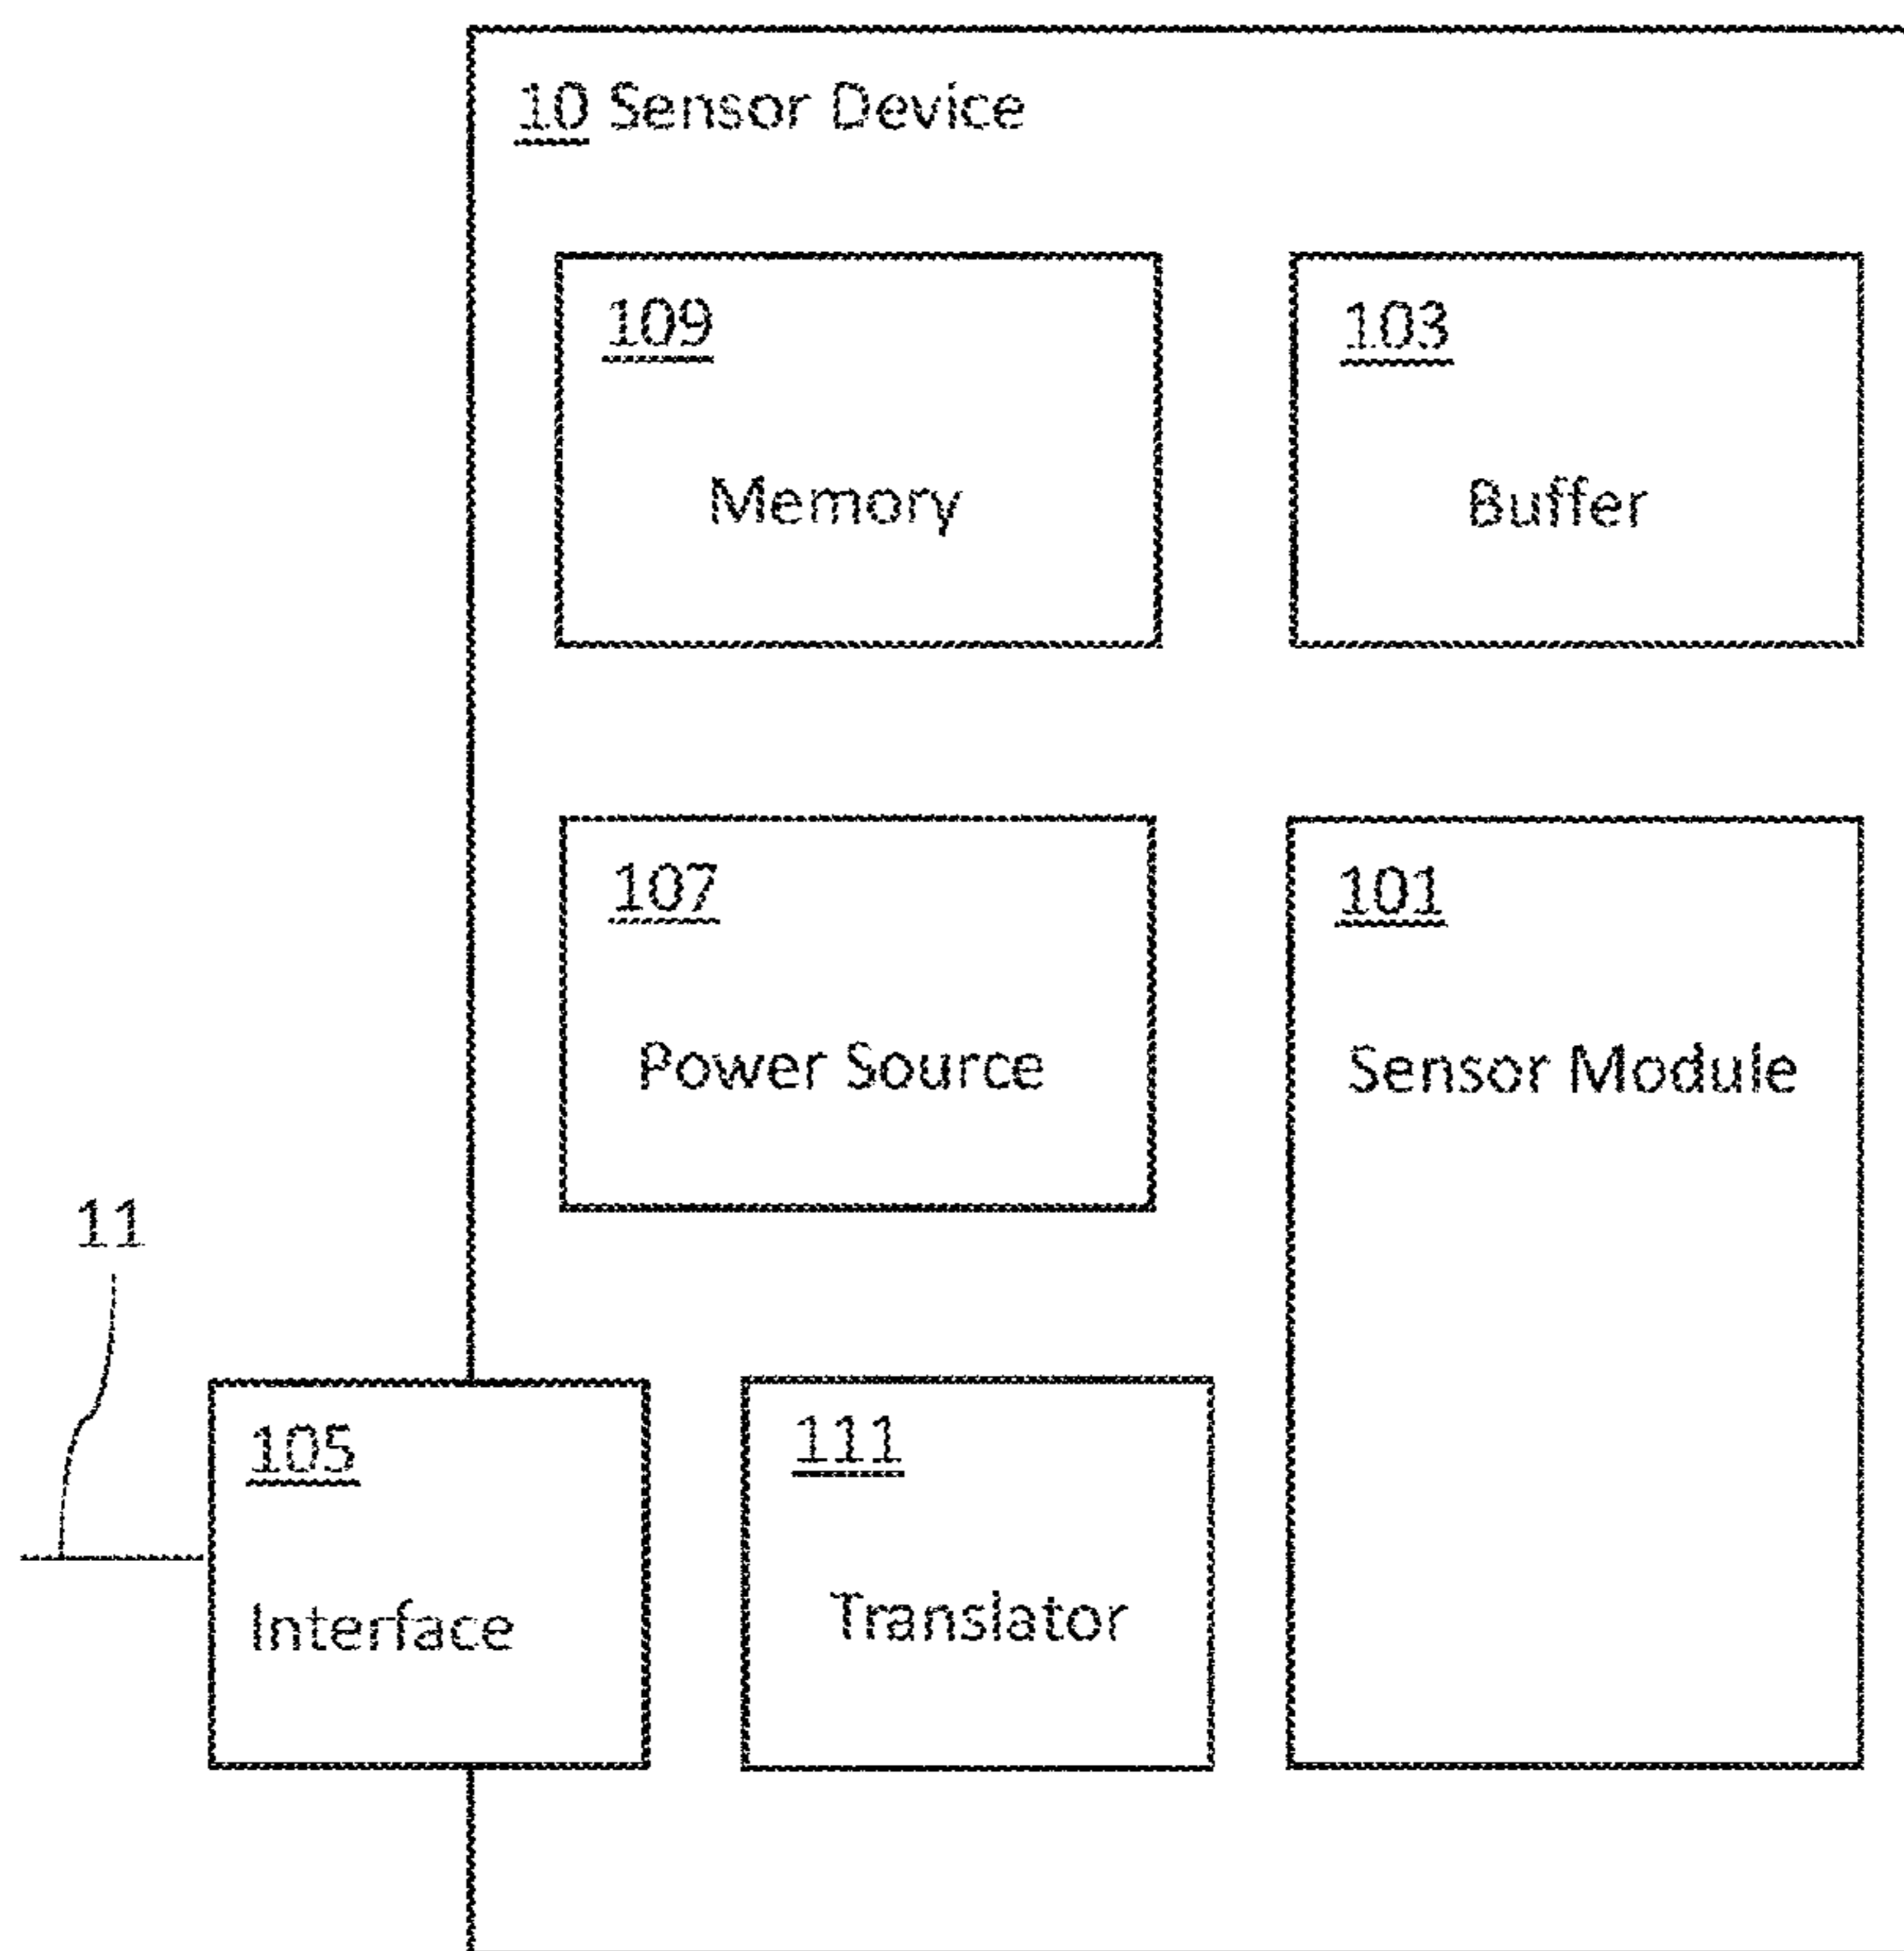 10 Sensor Device
109
Memory
103
Buffer
107
Power Source
101
Sensor Module
11
105
Interface
111
Translator